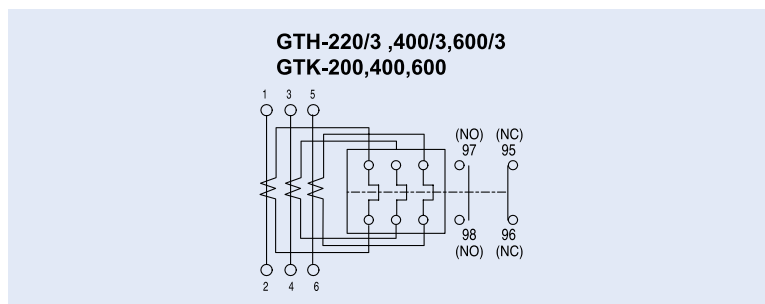 GTH-220/3 ,400/3,600/3
GTK-200,400,600
1 3 5
(NO) (NC)
97 95
98 96
(NO) (NC)
2 4 6